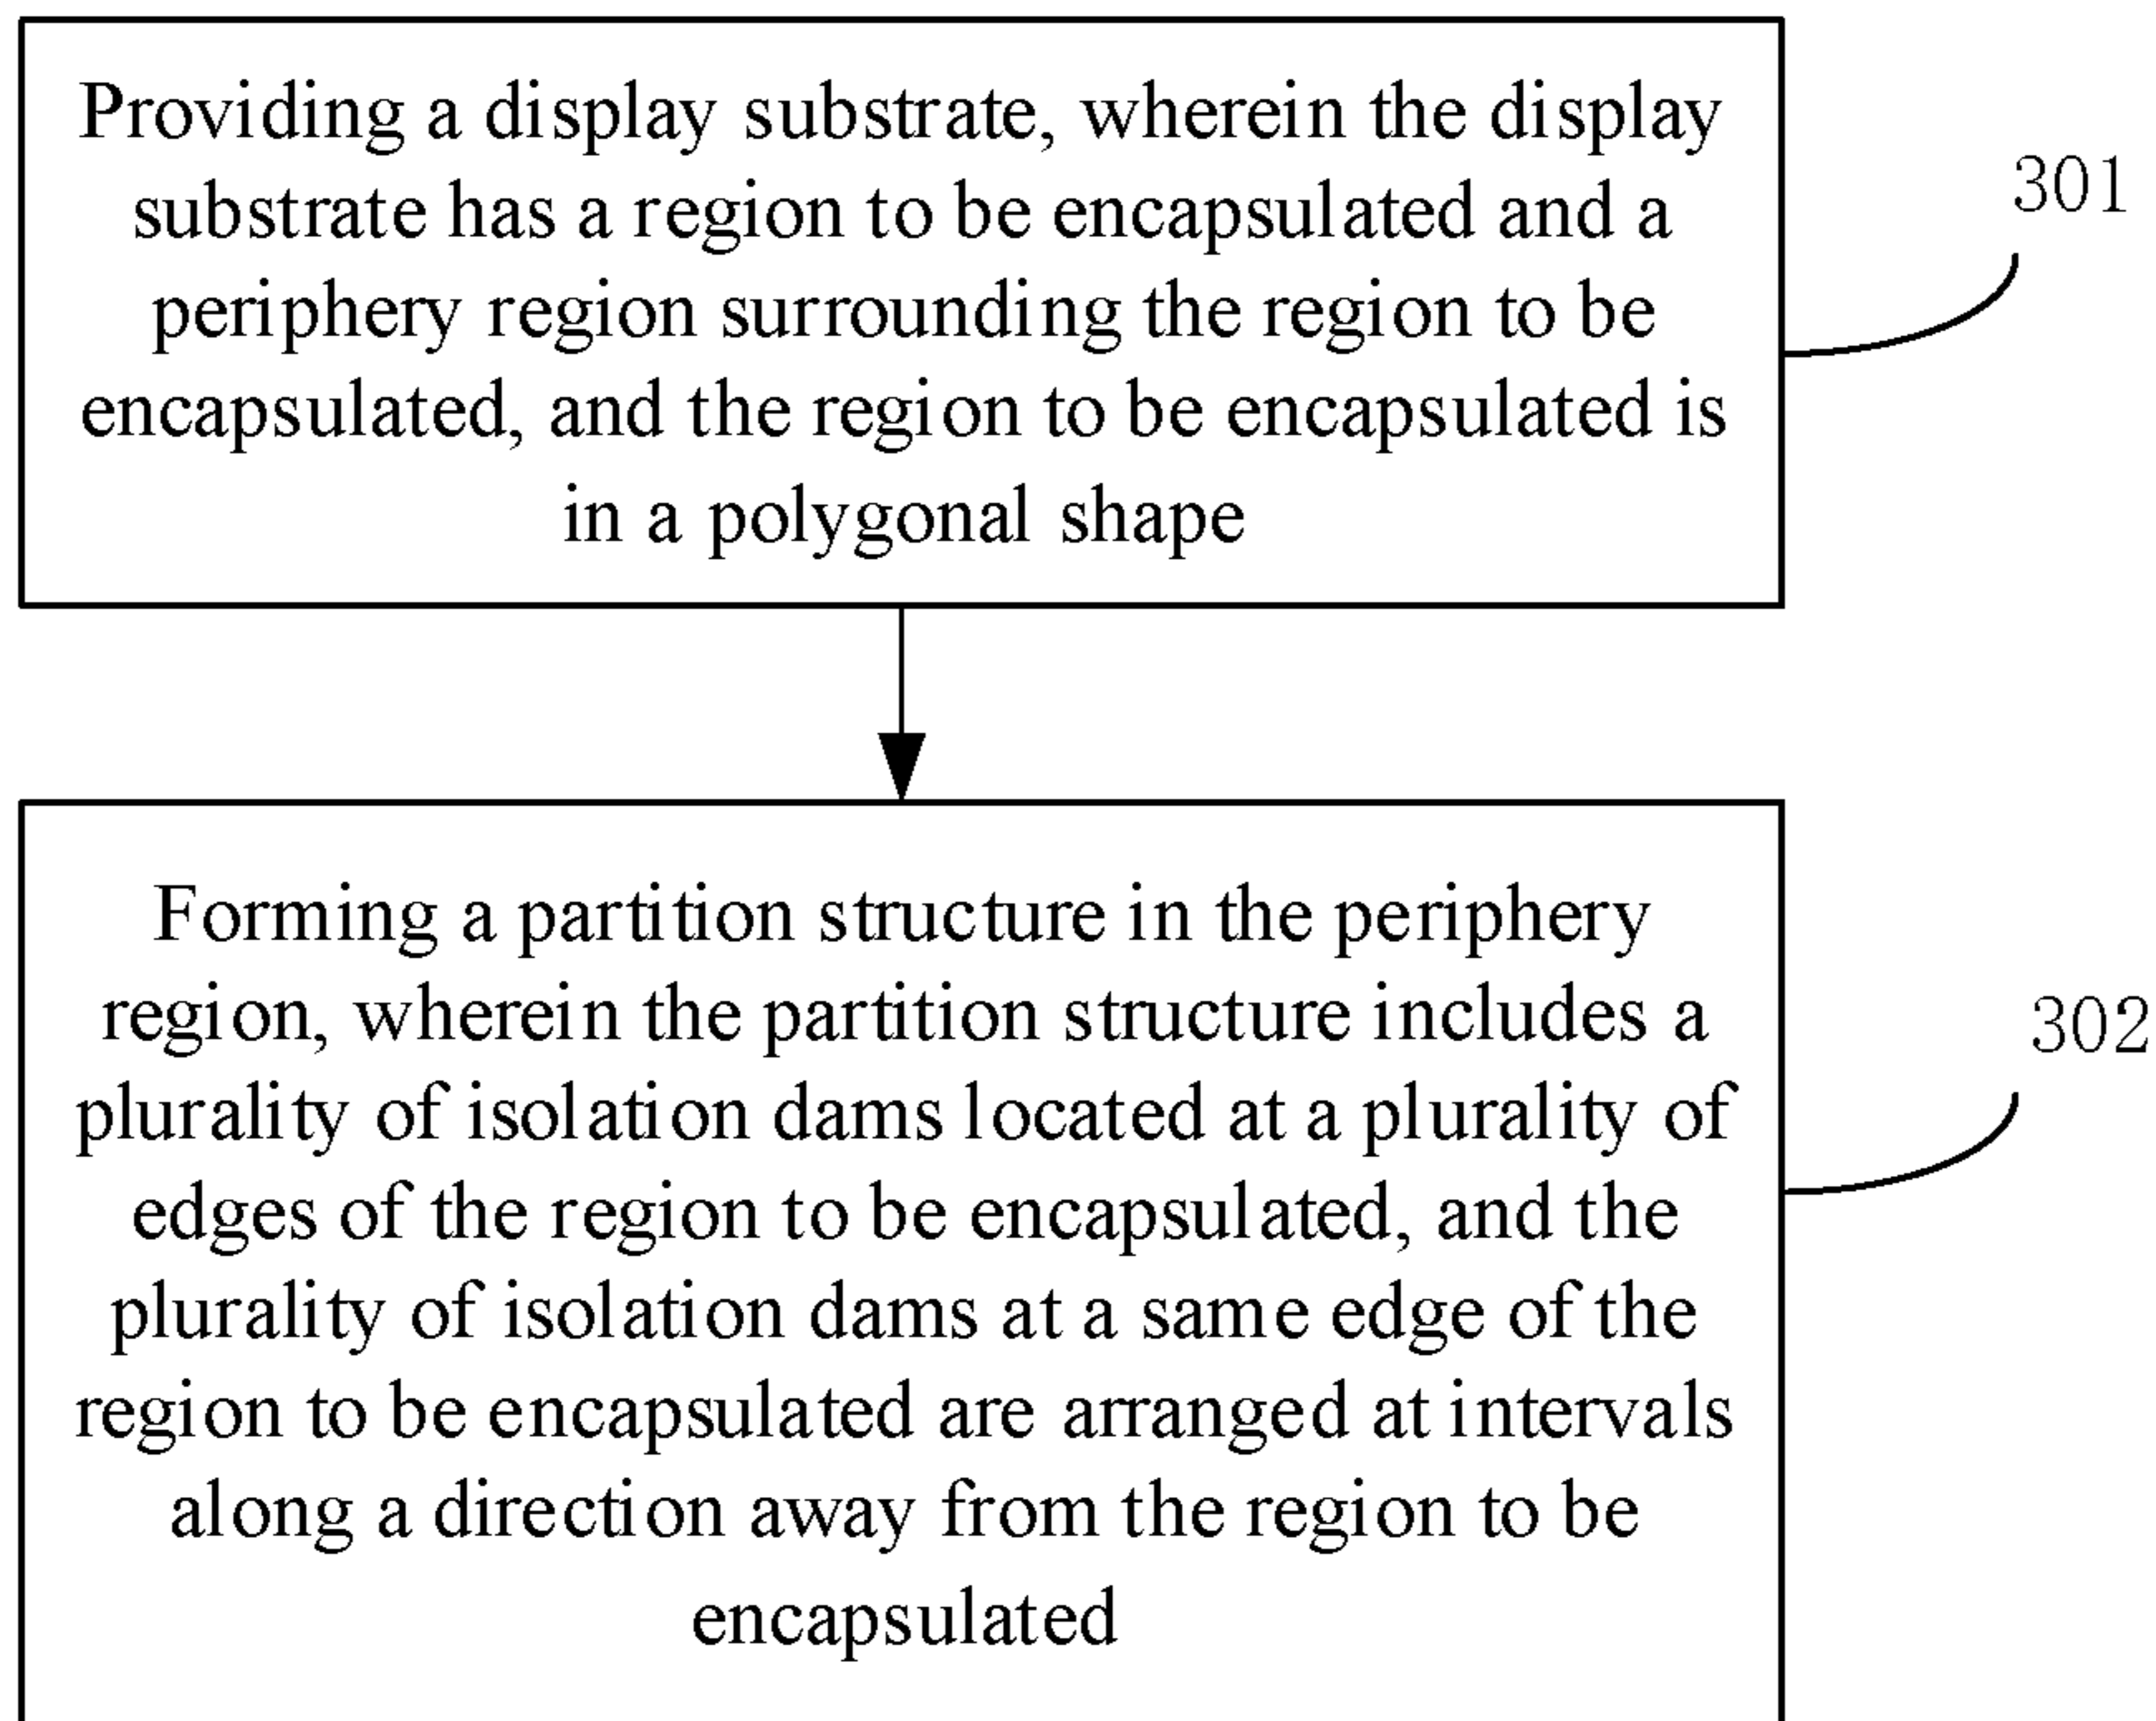 Providing a display substrate, wherein the display
substrate has a region to be encapsulated and a
periphery region surrounding the region to be
encapsulated, and the region to be encapsulated is
in a polygonal shape
301
Forming a partition structure in the periphery
region, wherein the partition structure includes a
plurality of isolation dams located at a plurality of
edges of the region to be encapsulated, and the
plurality of isolation dams at a same edge of the
region to be encapsulated are arranged at intervals
along a direction away from the region to be
encapsulated
302